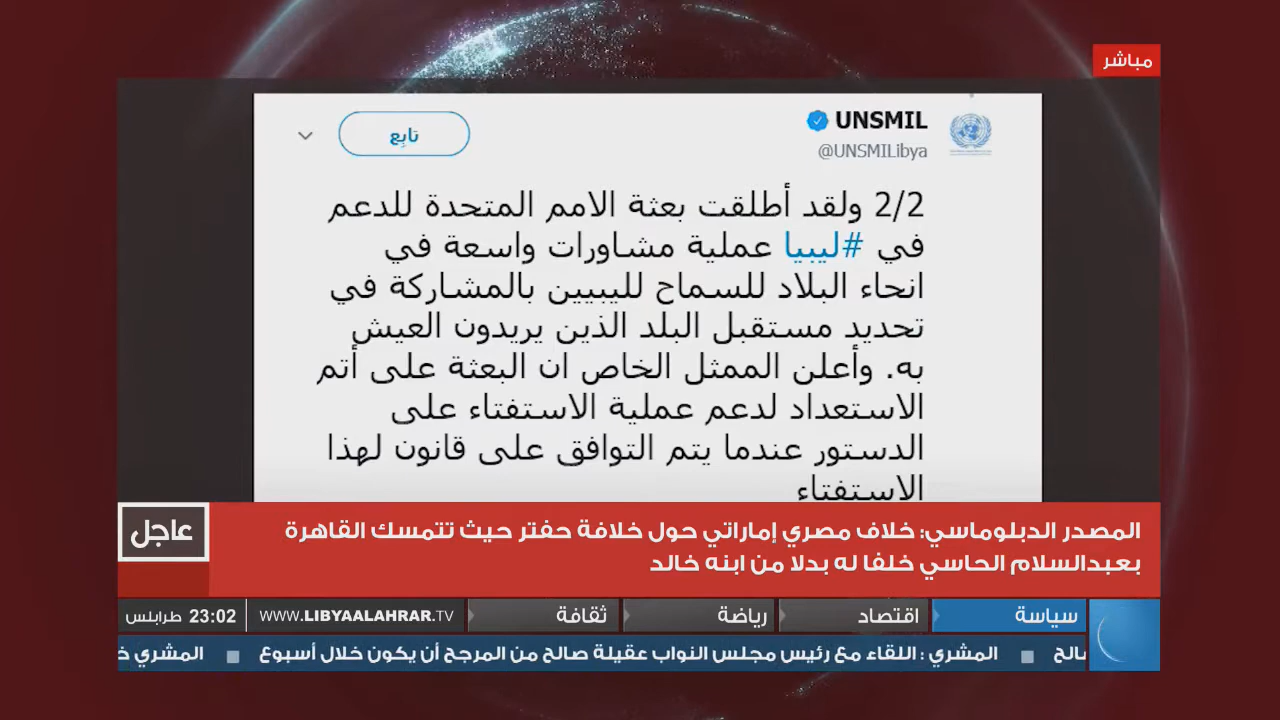 مباشر
UNSMIL
@UNSMILibya
تابِع
2/2 ولقد أطلقت بعثة الامم المتحدة للدعم
في #ليبيا عملية مشاورات واسعة في
انحاء البلاد للسماح لليبيين بالمشاركة في
تحديد مستقبل البلد الذين يريدون العيش
به. وأعلن الممثل الخاص ان البعثة على أتم
الاستعداد لدعم عملية الاستفتاء على
الدستور عندما يتم التوافق على قانون لهذا
الاستفتاء
عاجل
المصدر الدبلوماسي: خلاف مصري إماراتي حول خلافة حفتر حيث تتمسك القاهرة
بعبدالسلام الحاسي خلفا له بدلا من ابنه خالد
سياسة
اقتصاد
رياضة
ثقافة
WWW.LIBYAALAHRAR.TV
23:02 طرابلس
صالح ■ المشري : اللقاء مع رئيس مجلس النواب عقيلة صالح من المرجح أن يكون خلال أسبوع ■ المشري خ